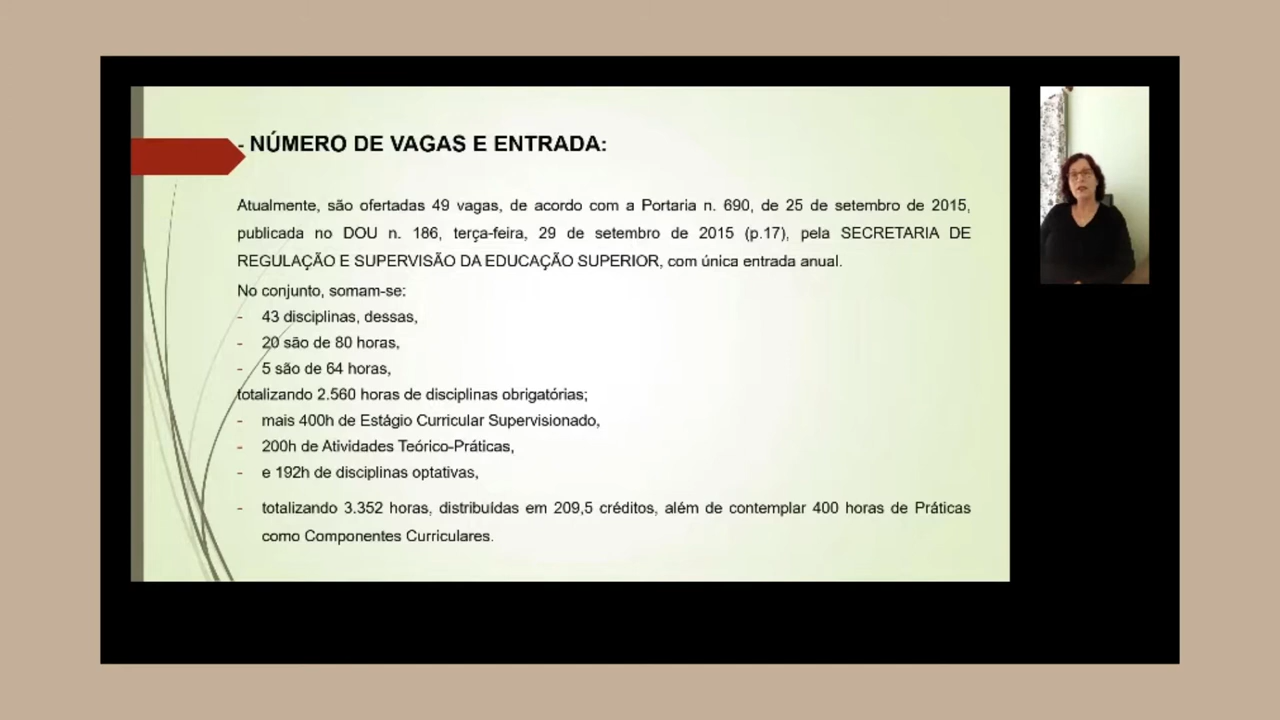 - NÚMERO DE VAGAS E ENTRADA:
Atualmente, são ofertadas 49 vagas, de acordo com a Portaria n. 690, de 25 de setembro de 2015,
publicada no DOU n. 186, terça-feira, 29 de setembro de 2015 (p.17), pela SECRETARIA DE
REGULAÇÃO E SUPERVISÃO DA EDUCAÇÃO SUPERIOR, com única entrada anual.
No conjunto, somam-se:
- 43 disciplinas, dessas,
- 20 são de 80 horas,
- 5 são de 64 horas,
totalizando 2.560 horas de disciplinas obrigatórias;
- mais 400h de Estágio Curricular Supervisionado,
- 200h de Atividades Teórico-Práticas,
- e 192h de disciplinas optativas,
- totalizando 3.352 horas, distribuídas em 209,5 créditos, além de contemplar 400 horas de Práticas
como Componentes Curriculares.